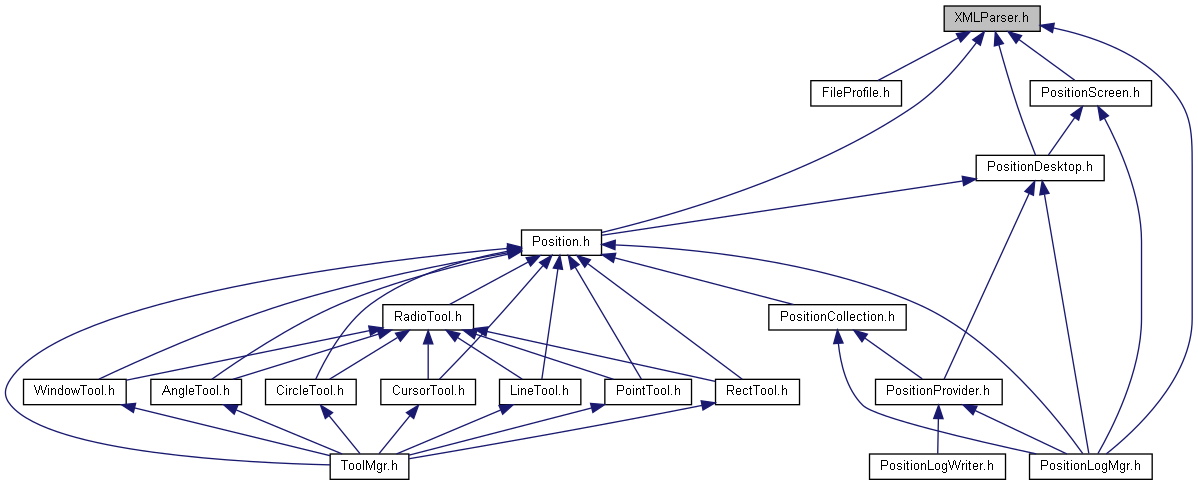 XMLParser.h
FileProfile.h
PositionScreen.h
PositionDesktop.h
Position.h
RadioTool.h
PositionCollection.h
WindowTool.h
AngleTool.h
CircleTool.h
CursorTool.h
LineTool.h
PointTool.h
RectTool.h
PositionProvider.h
ToolMgr.h
PositionLogWriter.h
PositionLogMgr.h